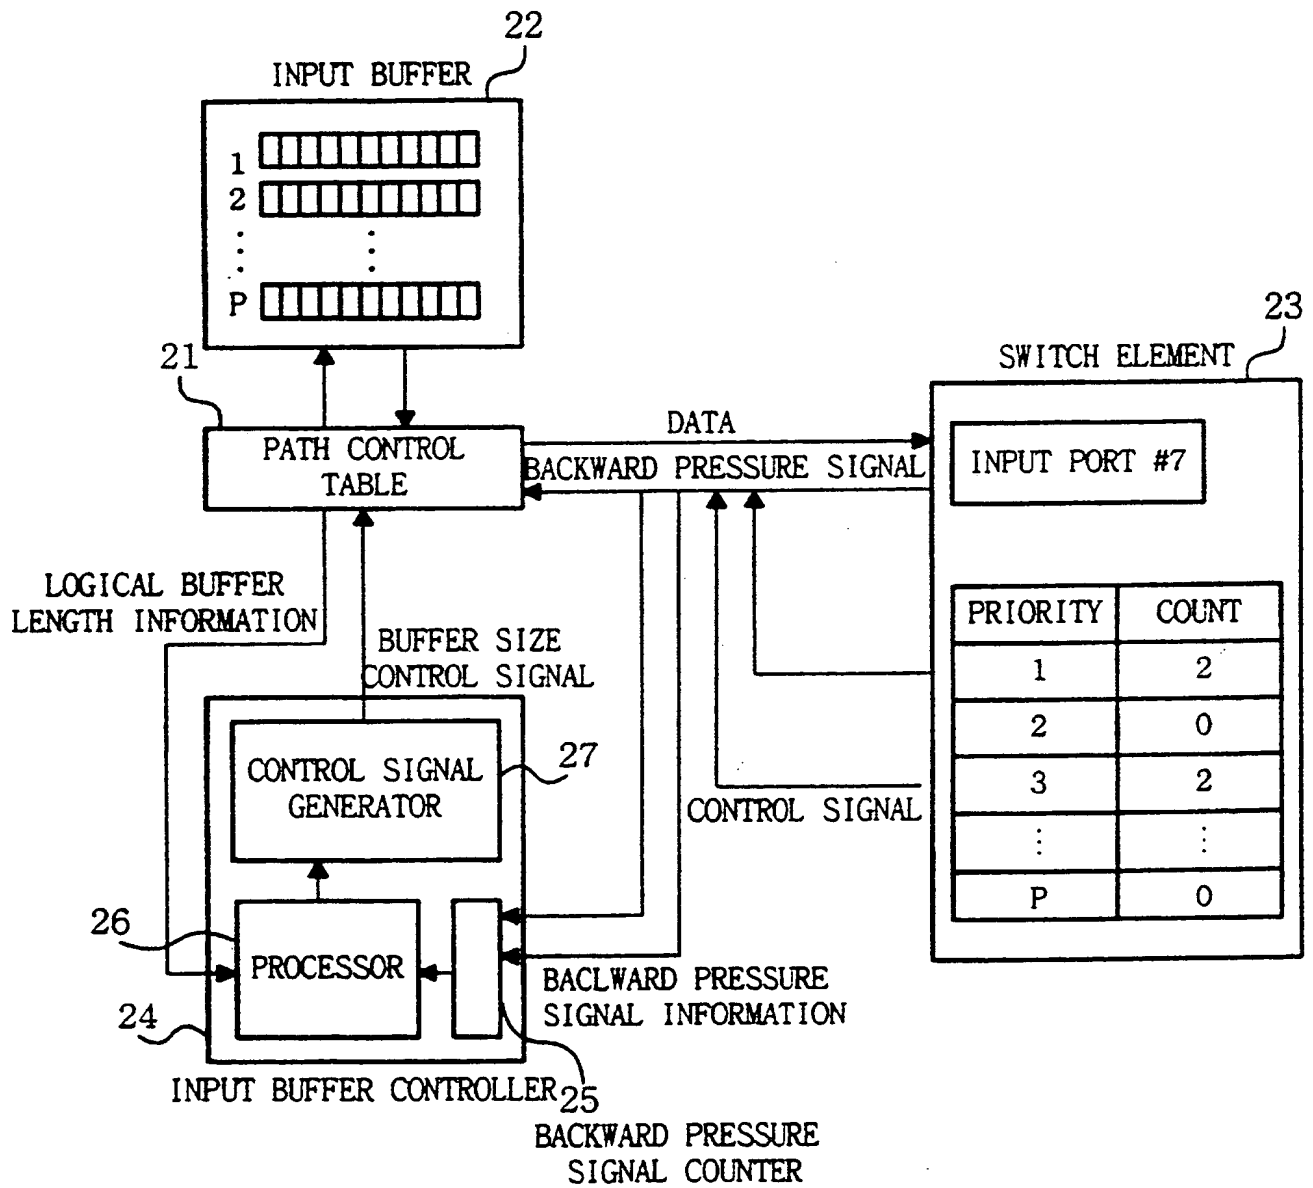 22
INPUT BUFFER
1
2
P
21
23
SWITCH ELEMENT
PATH CONTROL
TABLE
DATA
BACKWARD PRESSURE SIGNAL
INPUT PORT #7
LOGICAL BUFFER
LENGTH INFORMATION
BUFFER SIZE
CONTROL SIGNAL
PRIORITY COUNT
1 2
2 0
3 2
⋮ ⋮
P 0
CONTROL SIGNAL
27
CONTROL SIGNAL
GENERATOR
26
PROCESSOR
24
BACLWARD PRESSURE
SIGNAL INFORMATION
INPUT BUFFER CONTROLLER
25
BACKWARD PRESSURE
SIGNAL COUNTER